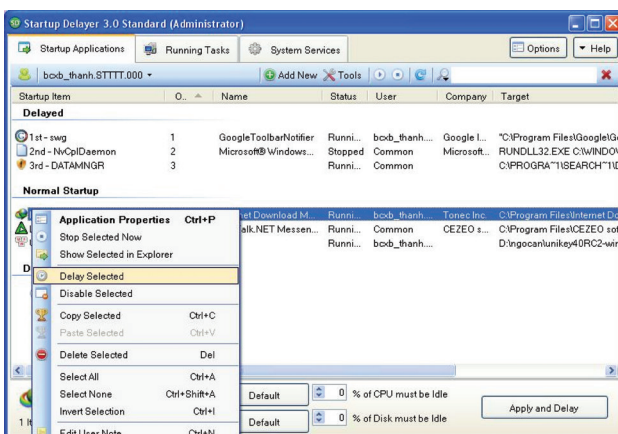 Startup Delayer 3.0 Standard (Administrator)
Startup Applications Running Tasks System Services Options Help
bcxb_thanh.STTTT.000 Add New Tools
Startup Item O.. Name Status User Company Target
Delayed
1st - swg 1 GoogleToolbarNotifier Runni... bcxb_thanh.... Google I... "C:\Program Files\Google\Go
2nd - NvCplDaemon 2 Microsoft® Windows... Stopped Common Microsoft... RUNDLL32.EXE C:\WINDOV
3rd - DATAMNGR 3 Runni... Common C:\PROGRA~1\SEARCH~1\D
Normal Startup
net Download M... Runni... bcxb_thanh.... Tonec Inc. C:\Program Files\Internet Do
alk.NET Messen... Runni... Common CEZEO s... C:\Program Files\CEZEO sof
Runni... bcxb_thanh.... D:\ngocan\unikey40RC2-wir
D
Application Properties Ctrl+P
Stop Selected Now
Show Selected in Explorer
Delay Selected
Disable Selected
Copy Selected Ctrl+C
Paste Selected Ctrl+V
Delete Selected Del
Select All Ctrl+A
Select None Ctrl+Shift+A
Invert Selection Ctrl+I
Edit User Note Ctrl+N
Default 0 % of CPU must be Idle
Default 0 % of Disk must be Idle
Apply and Delay